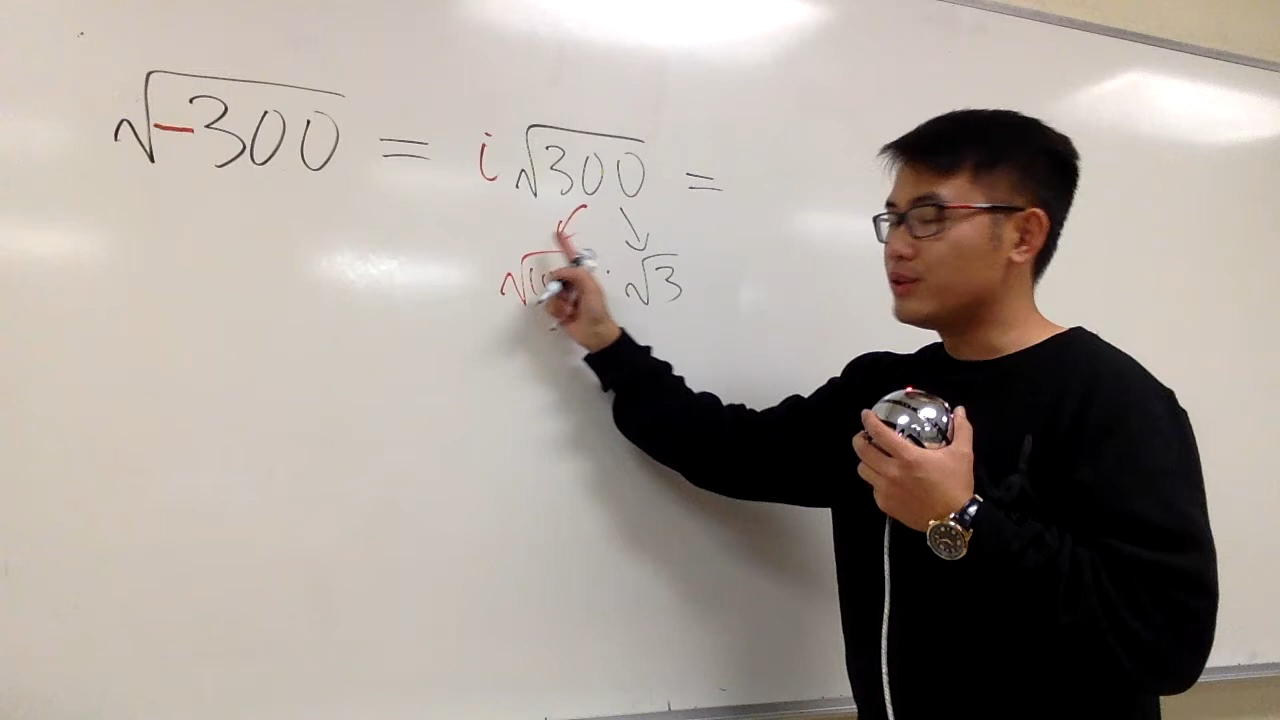 √-300 = i √300 =
√3